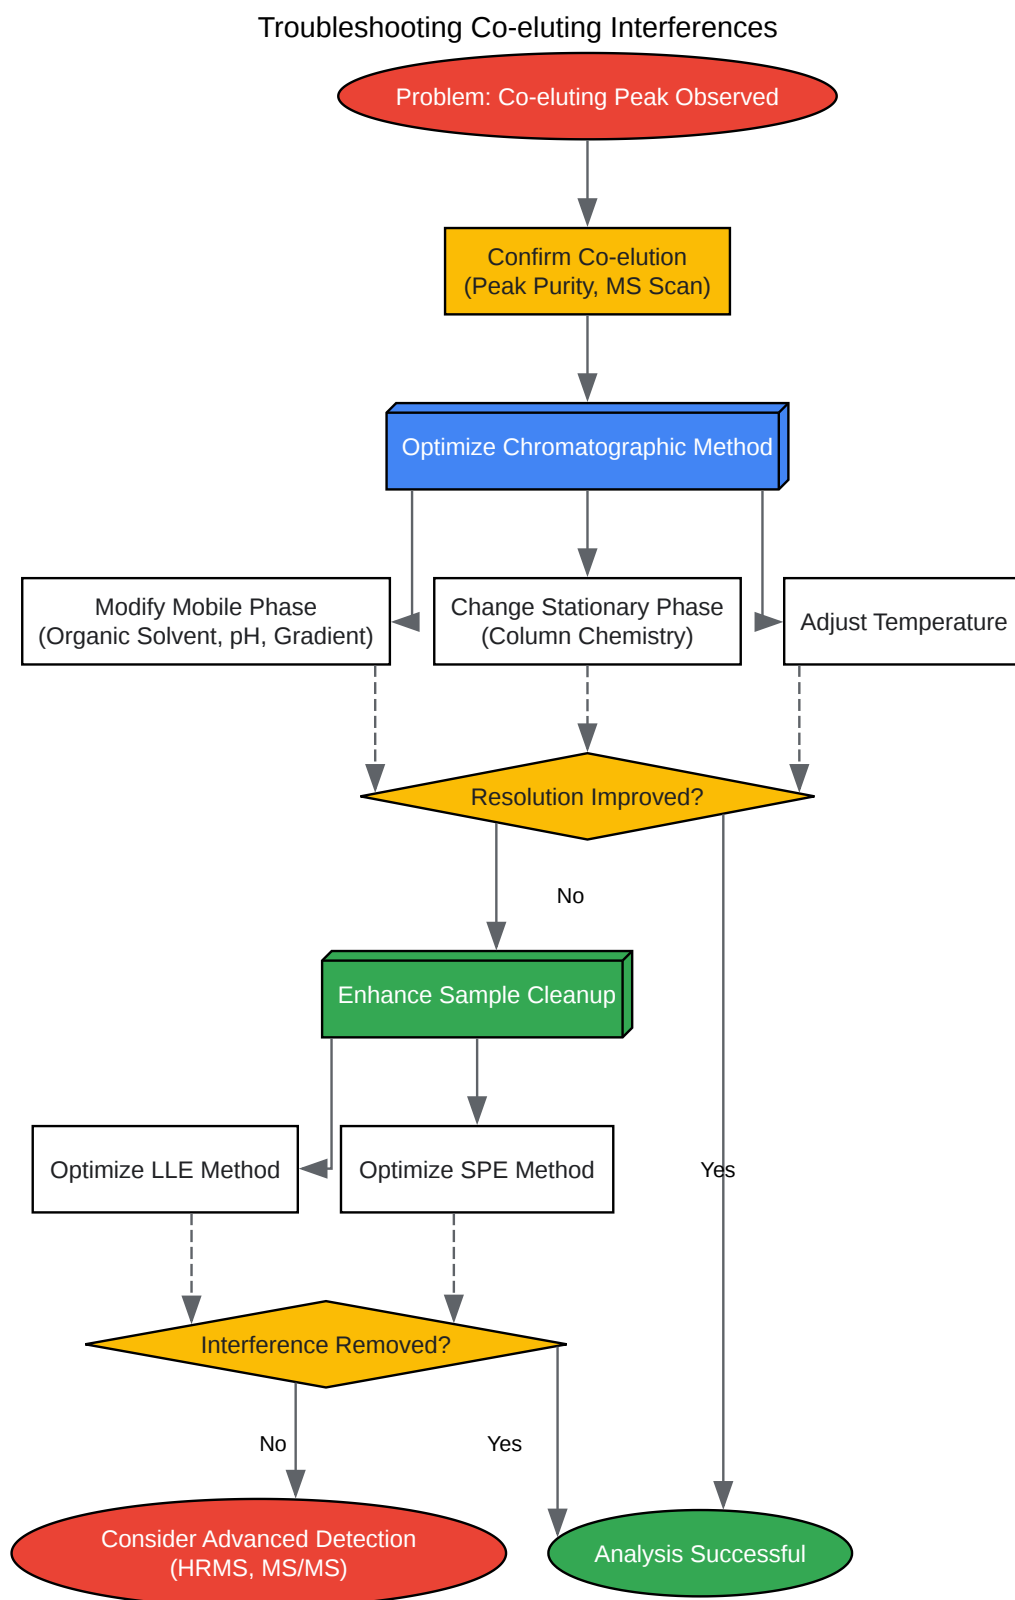 Troubleshooting Co-eluting Interferences
Problem: Co-eluting Peak Observed
Confirm Co-elution
(Peak Purity, MS Scan)
Optimize Chromatographic Method
Modify Mobile Phase
(Organic Solvent, pH, Gradient)
Change Stationary Phase
(Column Chemistry)
Adjust Temperature
Resolution Improved?
No
Enhance Sample Cleanup
Optimize LLE Method
Optimize SPE Method
Yes
Interference Removed?
No
Yes
Consider Advanced Detection
(HRMS, MS/MS)
Analysis Successful